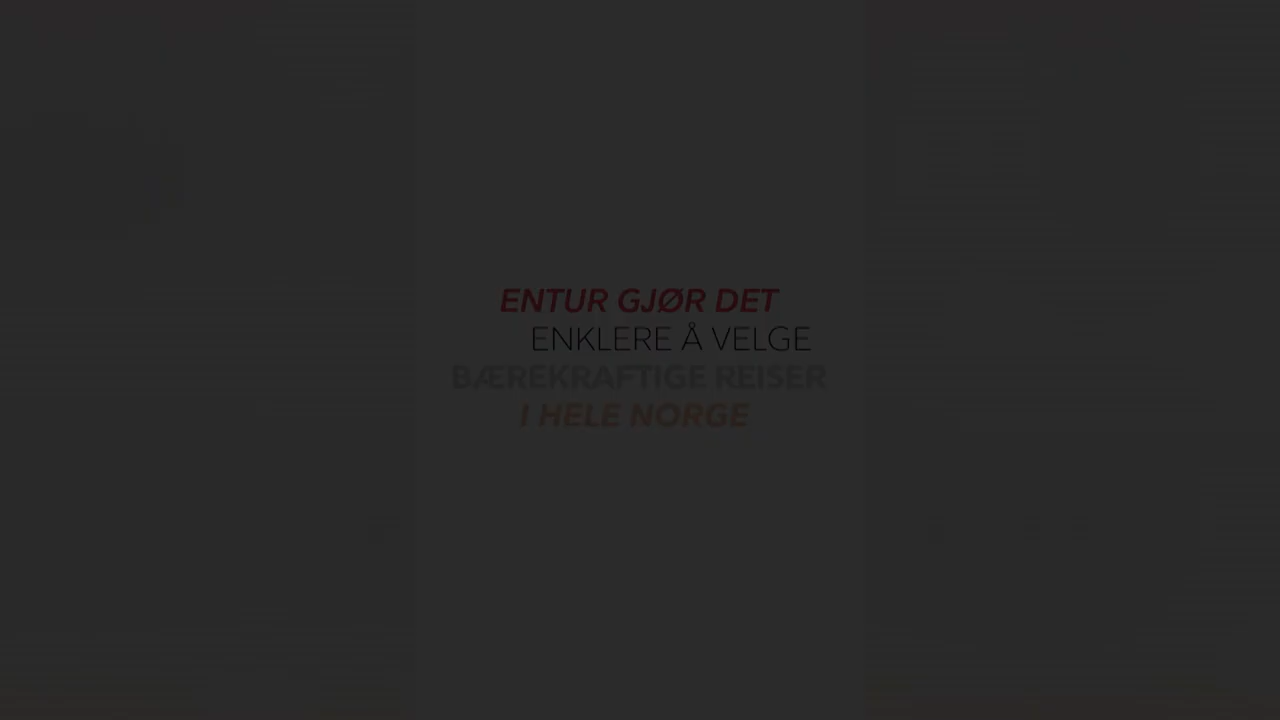 ENTUR GJØR DET
ENKLERE Å VELGE
BÆREKRAFTIGE REISER
I HELE NORGE